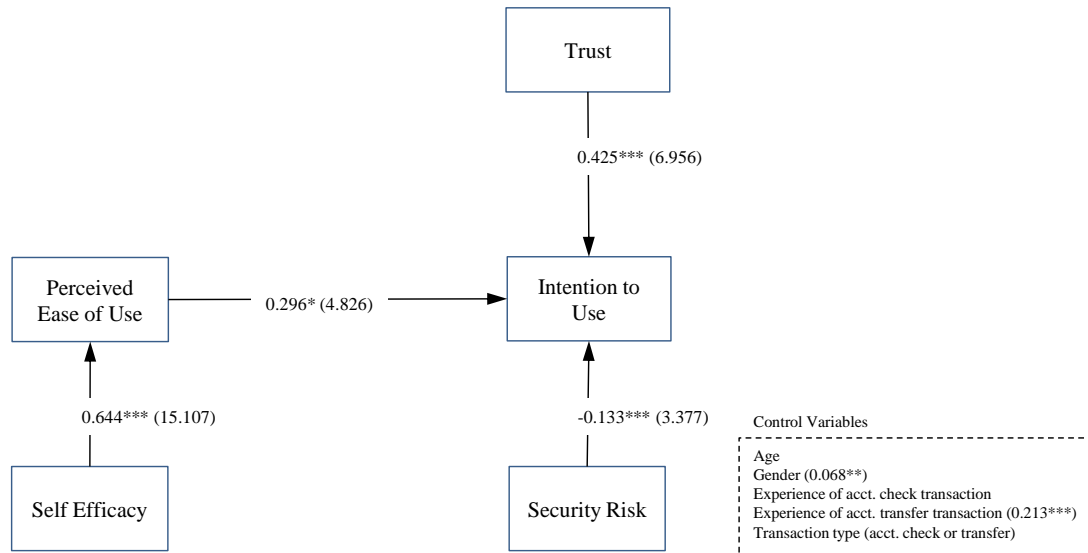 Trust
0.425*** (6.956)
Perceived
Ease of Use
0.296* (4.826)
Intention to
Use
0.644*** (15.107)
-0.133*** (3.377)
Self Efficacy
Security Risk
Control Variables
Age
Gender (0.068**)
Experience of acct. check transaction
Experience of acct. transfer transaction (0.213***)
Transaction type (acct. check or transfer)